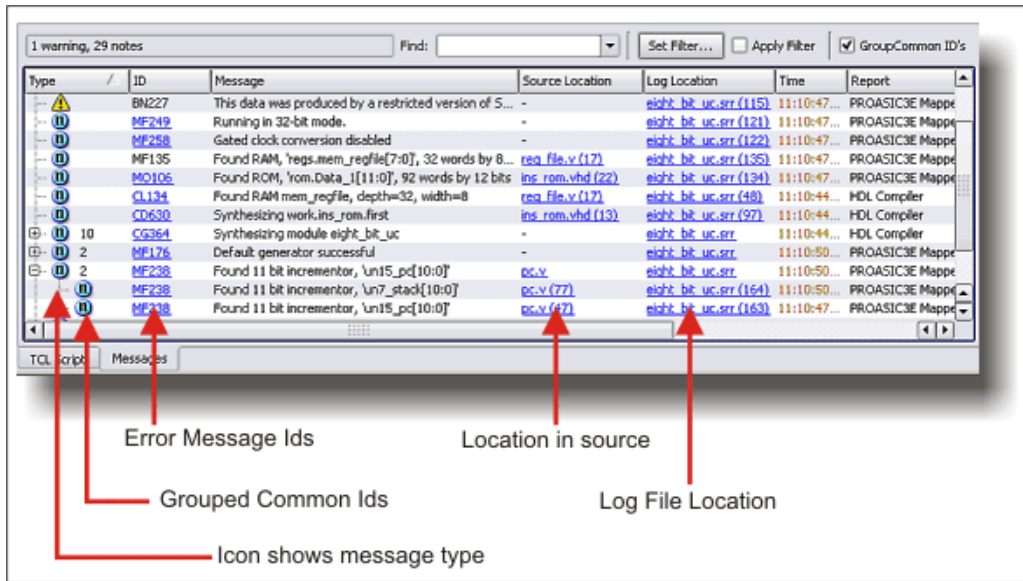 1 warning, 29 notes Find: Set Filter... Apply Filter GroupCommon ID's
Type ID Message Source Location Log Location Time Report
BN227 This data was produced by a restricted version of S... - eight_bit_uc.srr (115) 11:10:47... PROASIC3E Mappe
n MF249 Running in 32-bit mode. - eight_bit_uc.srr (121) 11:10:47... PROASIC3E Mappe
n MF258 Gated clock conversion disabled - eight_bit_uc.srr (122) 11:10:47... PROASIC3E Mappe
n MF135 Found RAM, 'regs.mem_regfile[7:0]', 32 words by 8... reg_file.v (17) eight_bit_uc.srr (135) 11:10:47... PROASIC3E Mappe
n MO106 Found ROM, 'rom.Data_1[11:0]', 92 words by 12 bits ins_rom.vhd (22) eight_bit_uc.srr (134) 11:10:47... PROASIC3E Mappe
n CL134 Found RAM mem_regfile, depth=32, width=8 reg_file.v (17) eight_bit_uc.srr (48) 11:10:44... HDL Compiler
n CD630 Synthesizing work.ins_rom.first ins_rom.vhd (13) eight_bit_uc.srr (97) 11:10:44... HDL Compiler
n 10 CG364 Synthesizing module eight_bit_uc - eight_bit_uc.srr 11:10:44... HDL Compiler
n 2 MF176 Default generator successful - eight_bit_uc.srr 11:10:50... PROASIC3E Mappe
n 2 MF238 Found 11 bit incrementor, 'un15_pc[10:0]' pc.v eight_bit_uc.srr 11:10:50... PROASIC3E Mappe
n MF238 Found 11 bit incrementor, 'un7_stack[10:0]' pc.v (77) eight_bit_uc.srr (164) 11:10:50... PROASIC3E Mappe
n MF238 Found 11 bit incrementor, 'un15_pc[10:0]' pc.v (47) eight_bit_uc.srr (163) 11:10:47... PROASIC3E Mappe
TCL Script Messages
Error Message Ids Location in source
Grouped Common Ids Log File Location
Icon shows message type